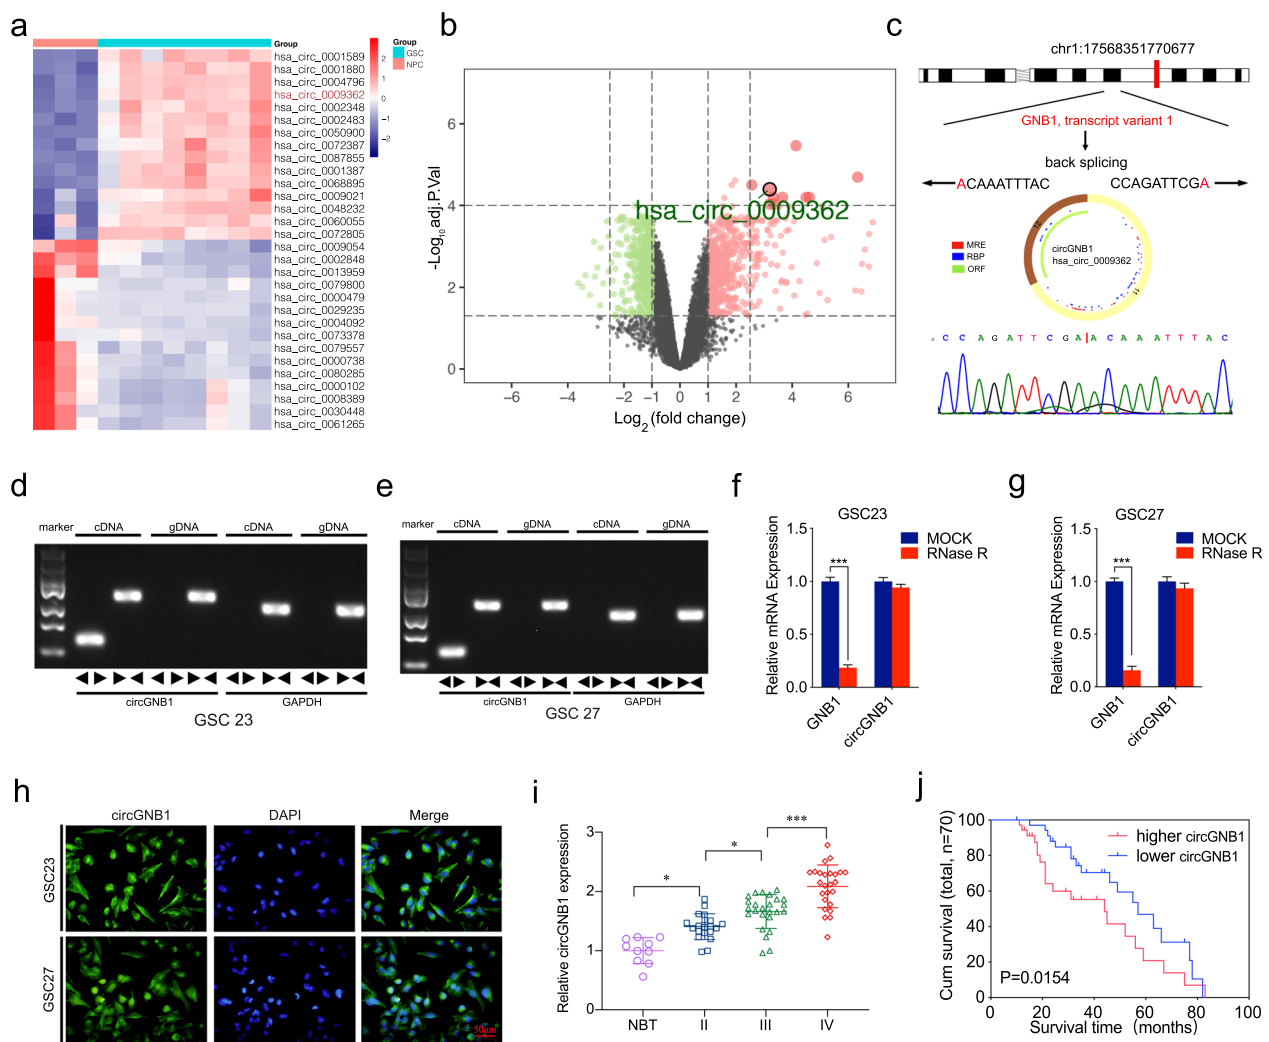 a
Group
hsa_circ_0001589
hsa_circ_0001880
hsa_circ_0004796
hsa_circ_0009362
hsa_circ_0002348
hsa_circ_0002483
hsa_circ_0050900
hsa_circ_0072387
hsa_circ_0087855
hsa_circ_0001387
hsa_circ_0068895
hsa_circ_0009021
hsa_circ_0048232
hsa_circ_0060055
hsa_circ_0072805
hsa_circ_0009054
hsa_circ_0002848
hsa_circ_0013959
hsa_circ_0079800
hsa_circ_0000479
hsa_circ_0029235
hsa_circ_0004092
hsa_circ_0073378
hsa_circ_0079557
hsa_circ_0000738
hsa_circ_0080285
hsa_circ_0000102
hsa_circ_0008389
hsa_circ_0030448
hsa_circ_0061265
2
1
0
−1
−2
Group
GSC
NPC
b
-Log10 adj.P.Val
6
4
2
0
hsa_circ_0009362
−6 −4 −2 −1 0 1 2 4 6
Log2 (fold change)
c
chr1:17568351770677
GNB1, transcript variant 1
back splicing
ACAAATTTAC CCAGATTCGA
MRE
RBP
ORF
circGNB1
hsa_circ_0009362
12
11
C C A G A T T C G A A C A A A T T T A C
d
marker cDNA gDNA cDNA gDNA
circGNB1 GAPDH
GSC 23
e
marker cDNA gDNA cDNA gDNA
circGNB1 GAPDH
GSC 27
f
GSC23
Relative mRNA Expression
1.5
1.0
0.5
0.0
***
MOCK
RNase R
GNB1 circGNB1
g
GSC27
Relative mRNA Expression
1.5
1.0
0.5
0.0
***
MOCK
RNase R
GNB1 circGNB1
h
circGNB1 DAPI Merge
GSC23
GSC27
50μm
i
Relative circGNB1 expression
3
2
1
0
* * ***
NBT II III IV
j
Cum survival (total, n=70)
100
80
60
40
20
0
higher circGNB1
lower circGNB1
P=0.0154
0 20 40 60 80 100
Survival time (months)